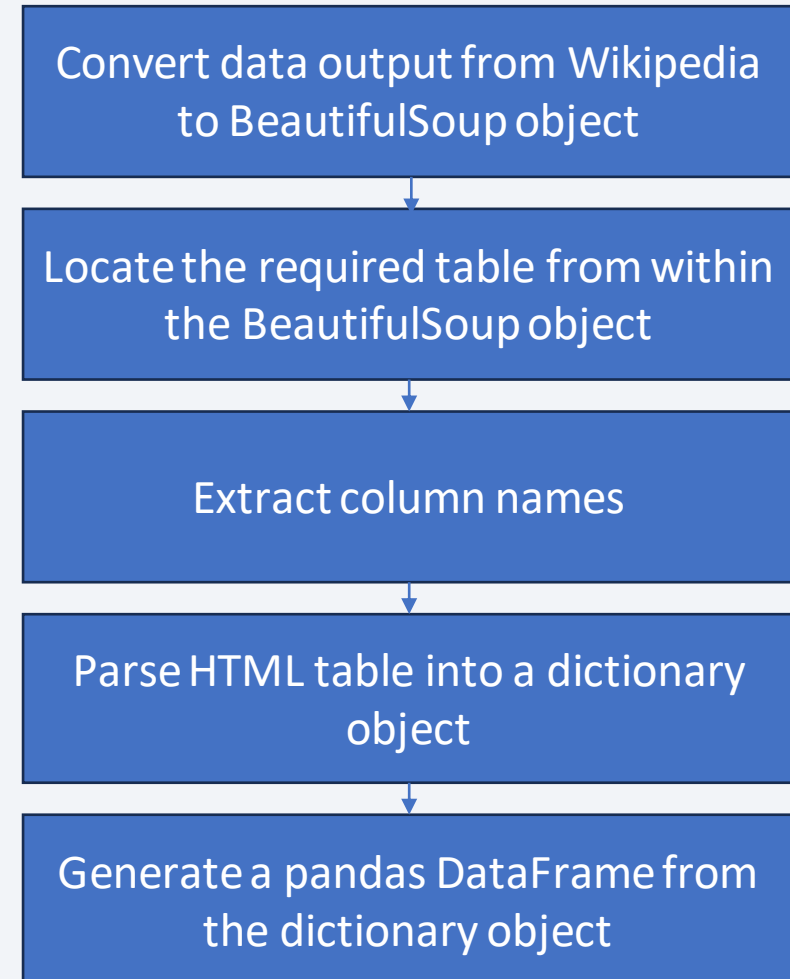 Convert data output from Wikipedia
to BeautifulSoup object
Locate the required table from within
the BeautifulSoup object
Extract column names
Parse HTML table into a dictionary
object
Generate a pandas DataFrame from
the dictionary object